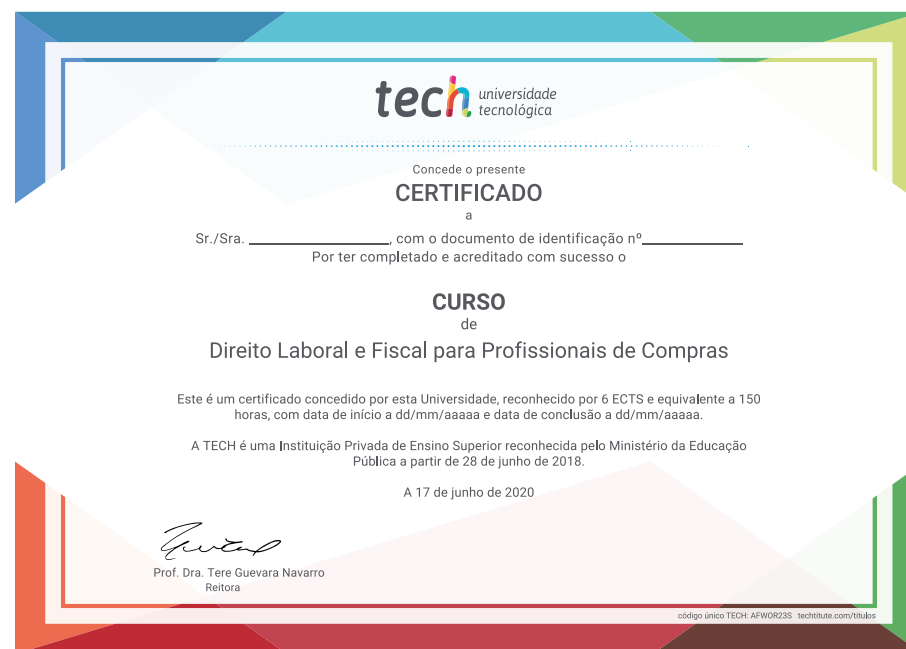 tech universidade
tecnológica
Concede o presente
CERTIFICADO
a
Sr./Sra. ____________________, com o documento de identificação nº______________
Por ter completado e acreditado com sucesso o
CURSO
de
Direito Laboral e Fiscal para Profissionais de Compras
Este é um certificado concedido por esta Universidade, reconhecido por 6 ECTS e equivalente a 150
horas, com data de início a dd/mm/aaaaa e data de conclusão a dd/mm/aaaaa.
A TECH é uma Instituição Privada de Ensino Superior reconhecida pelo Ministério da Educação
Pública a partir de 28 de junho de 2018.
A 17 de junho de 2020
Prof. Dra. Tere Guevara Navarro
Reitora
código único TECH: AFWOR23S techtitute.com/titulos